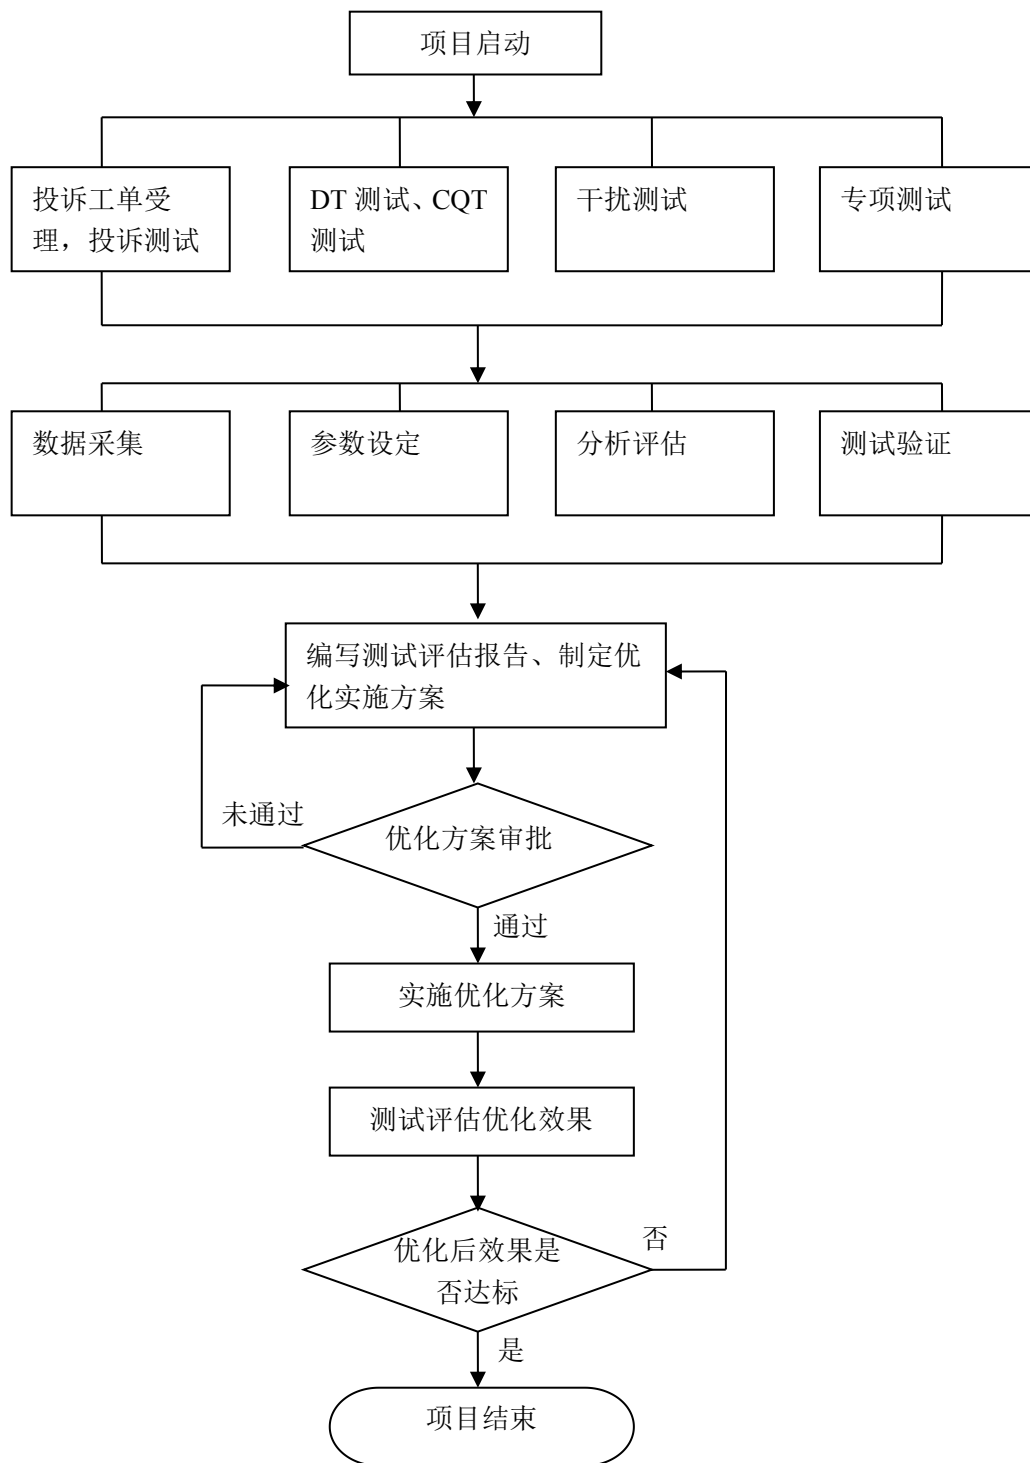 项目启动
投诉工单受
理，投诉测试
DT 测试、CQT
测试
干扰测试
专项测试
数据采集
参数设定
分析评估
测试验证
编写测试评估报告、制定优
化实施方案
未通过
优化方案审批
通过
实施优化方案
测试评估优化效果
优化后效果是
否达标
否
是
项目结束